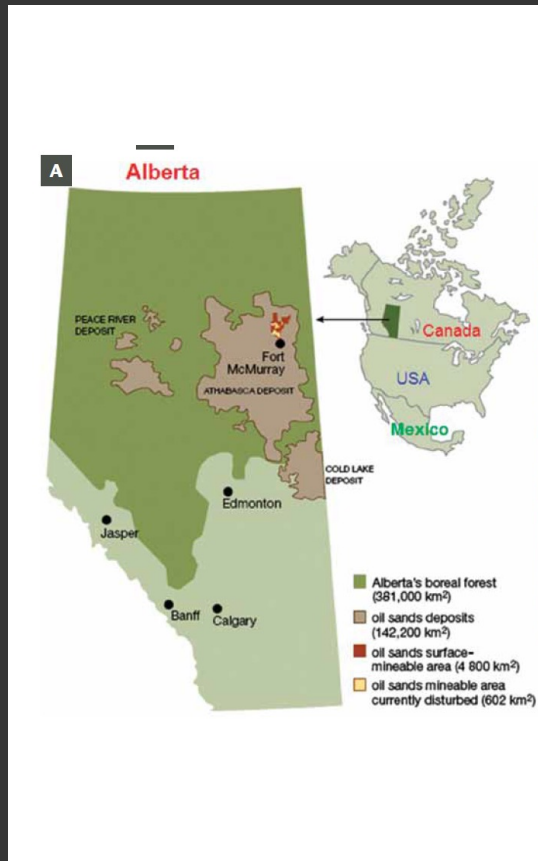 A
Alberta
PEACE RIVER
DEPOSIT
Fort
McMurray
ATHABASCA DEPOSIT
COLD LAKE
DEPOSIT
Edmonton
Jasper
Banff
Calgary
Canada
USA
Mexico
Alberta's boreal forest
(381,000 km²)
oil sands deposits
(142,200 km²)
oil sands surface-
mineable area (4 800 km²)
oil sands mineable area
currently disturbed (602 km²)